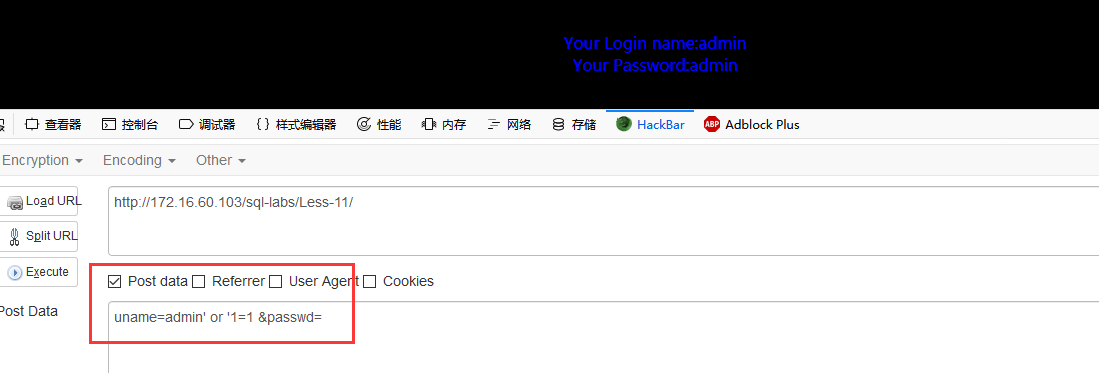 Your Login name:admin
Your Password:admin
查看器 控制台 调试器 {} 样式编辑器 性能 内存 网络 存储 HackBar ABP Adblock Plus
Encryption Encoding Other
Load URL http://172.16.60.103/sql-labs/Less-11/
Split URL
Execute Post data Referrer User Agent Cookies
Post Data uname=admin' or '1=1 &passwd=